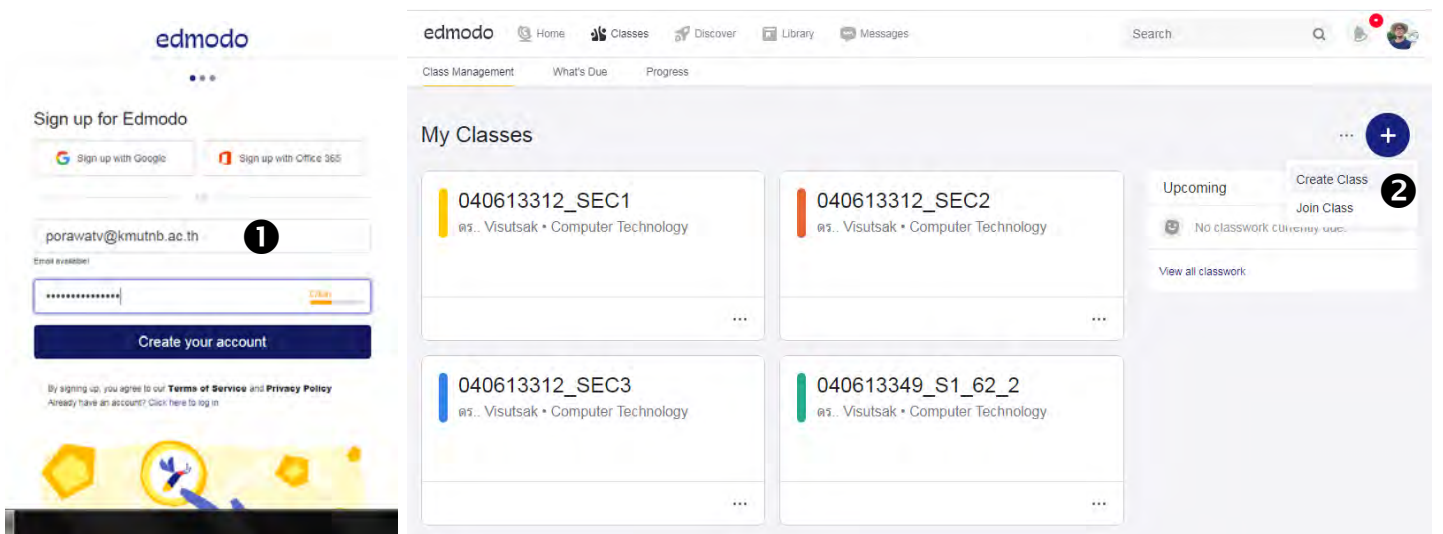 edmodo
Sign up for Edmodo
Sign up with Google
Sign up with Office 365
porawatv@kmutnb.ac.th
❶
Email available!
•••••••••••••••
Create your account
By signing up, you agree to our Terms of Service and Privacy Policy
Already have an account? Click here to log in
edmodo Home Classes Discover Library Messages Search
Class Management What's Due Progress
My Classes
+
Create Class
Join Class
❷
040613312_SEC1
ดร.. Visutsak • Computer Technology
...
040613312_SEC2
ดร.. Visutsak • Computer Technology
...
Upcoming
No classwork currently due.
View all classwork
040613312_SEC3
ดร.. Visutsak • Computer Technology
...
040613349_S1_62_2
ดร.. Visutsak • Computer Technology
...